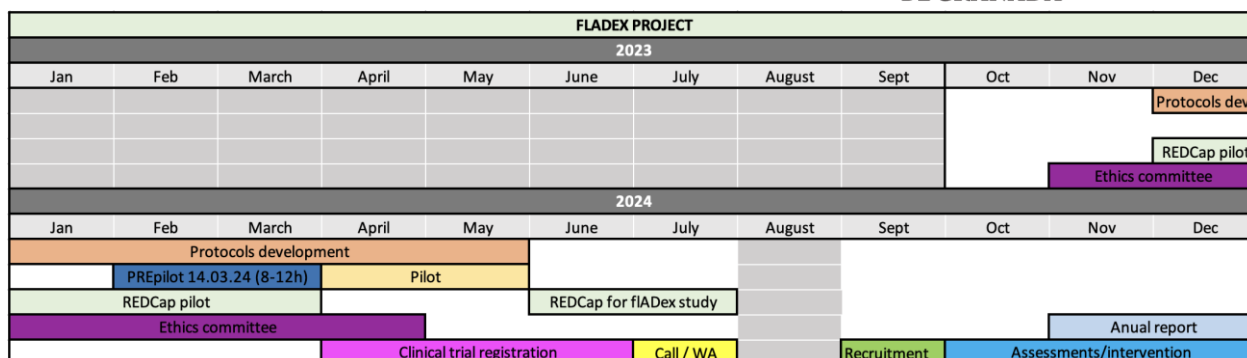 FLADEX PROJECT
2023
Jan Feb March April May June July August Sept Oct Nov Dec
Protocols dev
REDCap pilot
Ethics committee
2024
Jan Feb March April May June July August Sept Oct Nov Dec
Protocols development
PREpilot 14.03.24 (8-12h) Pilot
REDCap pilot REDCap for flADex study
Ethics committee Anual report
Clinical trial registration Call / WA Recruitment Assessments/intervention